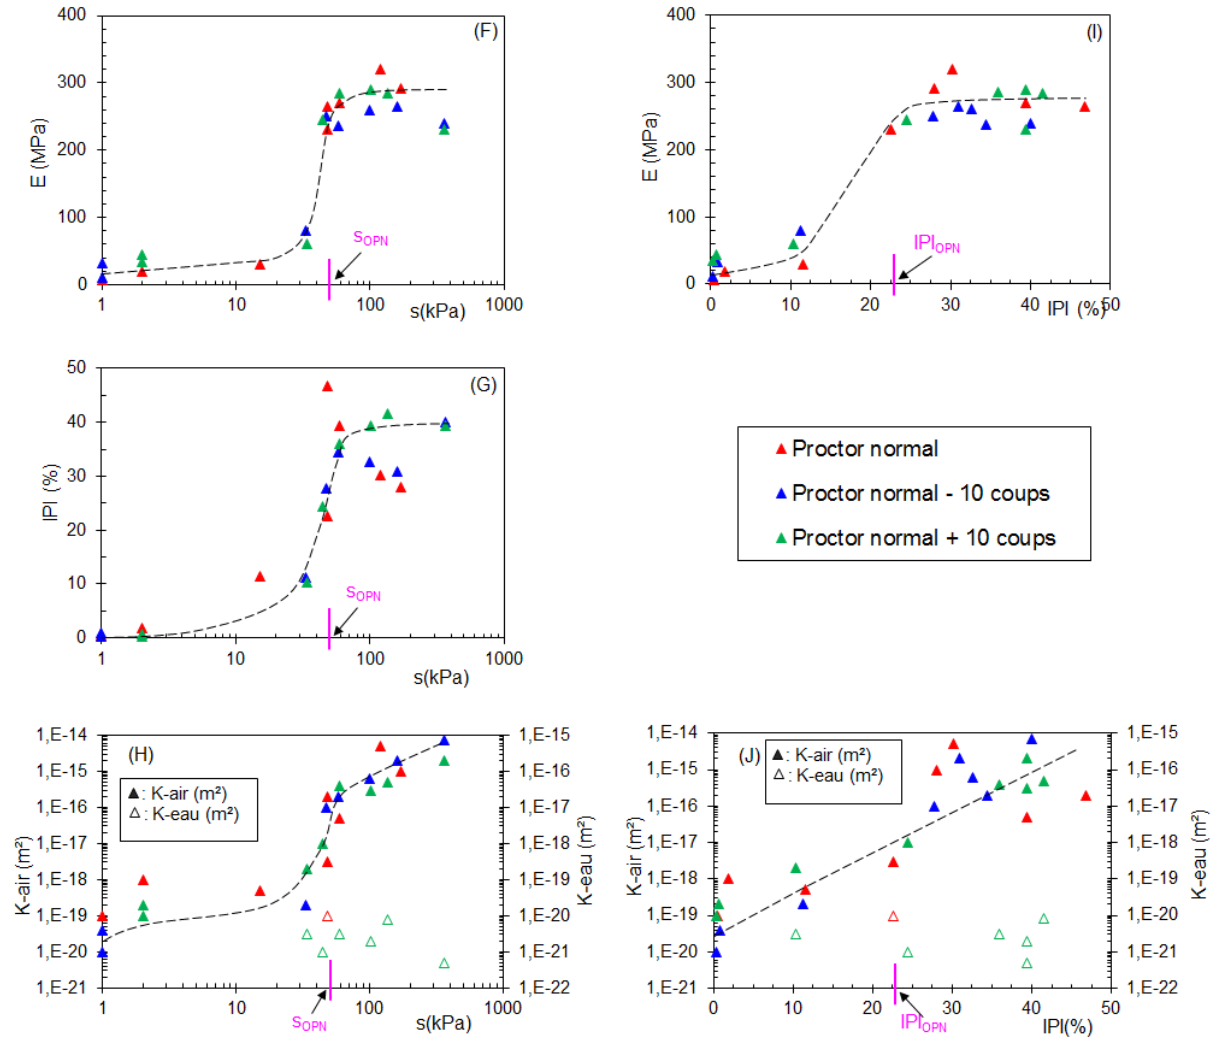 (F)
400
300
200
100
0
E (MPa)
1
10
100
1000
s(kPa)
SOPN
(I)
400
300
200
100
0
E (MPa)
0
10
20
30
40
50
IPI (%)
IPIOPN
(G)
50
40
30
20
10
0
IPI (%)
1
10
100
1000
s(kPa)
SOPN
Proctor normal
Proctor normal - 10 coups
Proctor normal + 10 coups
(H)
1,E-14
1,E-15
1,E-16
1,E-17
1,E-18
1,E-19
1,E-20
1,E-21
K-air (m²)
: K-air (m²)
: K-eau (m²)
1,E-15
1,E-16
1,E-17
1,E-18
1,E-19
1,E-20
1,E-21
1,E-22
K-eau (m²)
1
10
100
1000
s(kPa)
SOPN
(J)
1,E-14
1,E-15
1,E-16
1,E-17
1,E-18
1,E-19
1,E-20
1,E-21
K-air (m²)
: K-air (m²)
: K-eau (m²)
1,E-15
1,E-16
1,E-17
1,E-18
1,E-19
1,E-20
1,E-21
1,E-22
K-eau (m²)
0
10
20
30
40
50
IPI(%)
IPIOPN